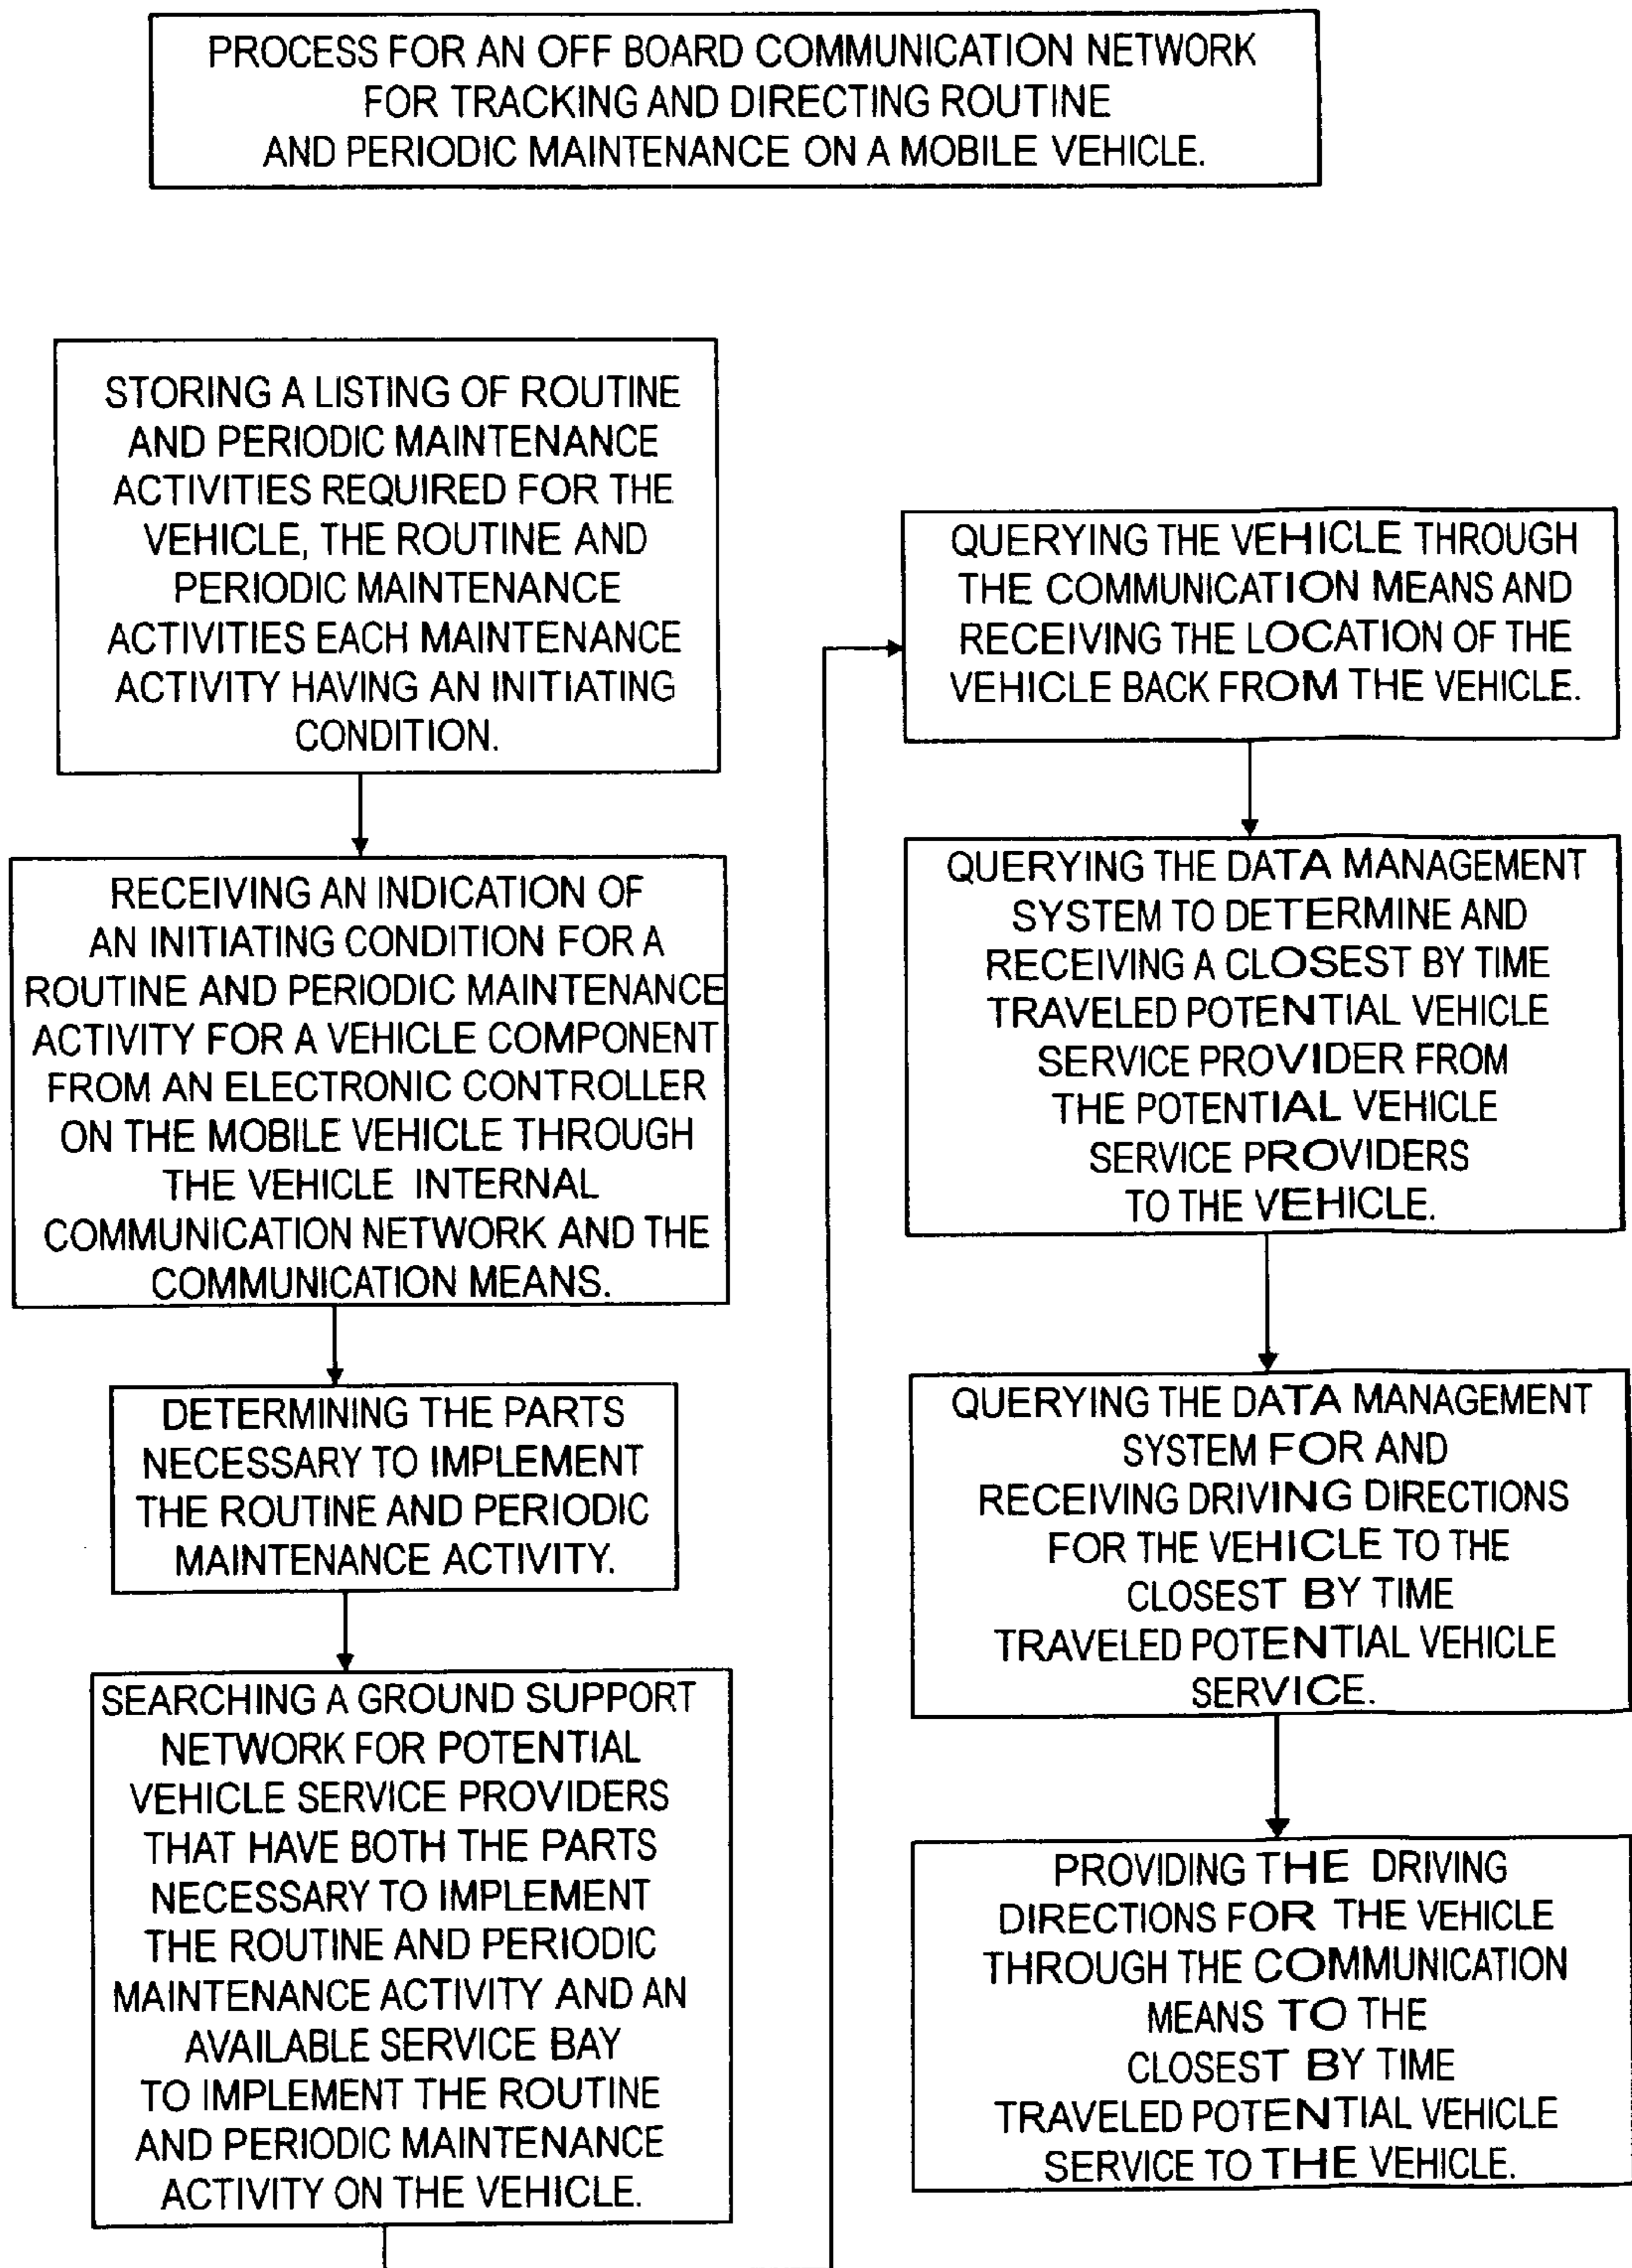 PROCESS FOR AN OFF BOARD COMMUNICATION NETWORK
FOR TRACKING AND DIRECTING ROUTINE
AND PERIODIC MAINTENANCE ON A MOBILE VEHICLE.
STORING A LISTING OF ROUTINE
AND PERIODIC MAINTENANCE
ACTIVITIES REQUIRED FOR THE
VEHICLE, THE ROUTINE AND
PERIODIC MAINTENANCE
ACTIVITIES EACH MAINTENANCE
ACTIVITY HAVING AN INITIATING
CONDITION.
RECEIVING AN INDICATION OF
AN INITIATING CONDITION FOR A
ROUTINE AND PERIODIC MAINTENANCE
ACTIVITY FOR A VEHICLE COMPONENT
FROM AN ELECTRONIC CONTROLLER
ON THE MOBILE VEHICLE THROUGH
THE VEHICLE INTERNAL
COMMUNICATION NETWORK AND THE
COMMUNICATION MEANS.
DETERMINING THE PARTS
NECESSARY TO IMPLEMENT
THE ROUTINE AND PERIODIC
MAINTENANCE ACTIVITY.
SEARCHING A GROUND SUPPORT
NETWORK FOR POTENTIAL
VEHICLE SERVICE PROVIDERS
THAT HAVE BOTH THE PARTS
NECESSARY TO IMPLEMENT
THE ROUTINE AND PERIODIC
MAINTENANCE ACTIVITY AND AN
AVAILABLE SERVICE BAY
TO IMPLEMENT THE ROUTINE
AND PERIODIC MAINTENANCE
ACTIVITY ON THE VEHICLE.
QUERYING THE VEHICLE THROUGH
THE COMMUNICATION MEANS AND
RECEIVING THE LOCATION OF THE
VEHICLE BACK FROM THE VEHICLE.
QUERYING THE DATA MANAGEMENT
SYSTEM TO DETERMINE AND
RECEIVING A CLOSEST BY TIME
TRAVELED POTENTIAL VEHICLE
SERVICE PROVIDER FROM
THE POTENTIAL VEHICLE
SERVICE PROVIDERS
TO THE VEHICLE.
QUERYING THE DATA MANAGEMENT
SYSTEM FOR AND
RECEIVING DRIVING DIRECTIONS
FOR THE VEHICLE TO THE
CLOSEST BY TIME
TRAVELED POTENTIAL VEHICLE
SERVICE.
PROVIDING THE DRIVING
DIRECTIONS FOR THE VEHICLE
THROUGH THE COMMUNICATION
MEANS TO THE
CLOSEST BY TIME
TRAVELED POTENTIAL VEHICLE
SERVICE TO THE VEHICLE.